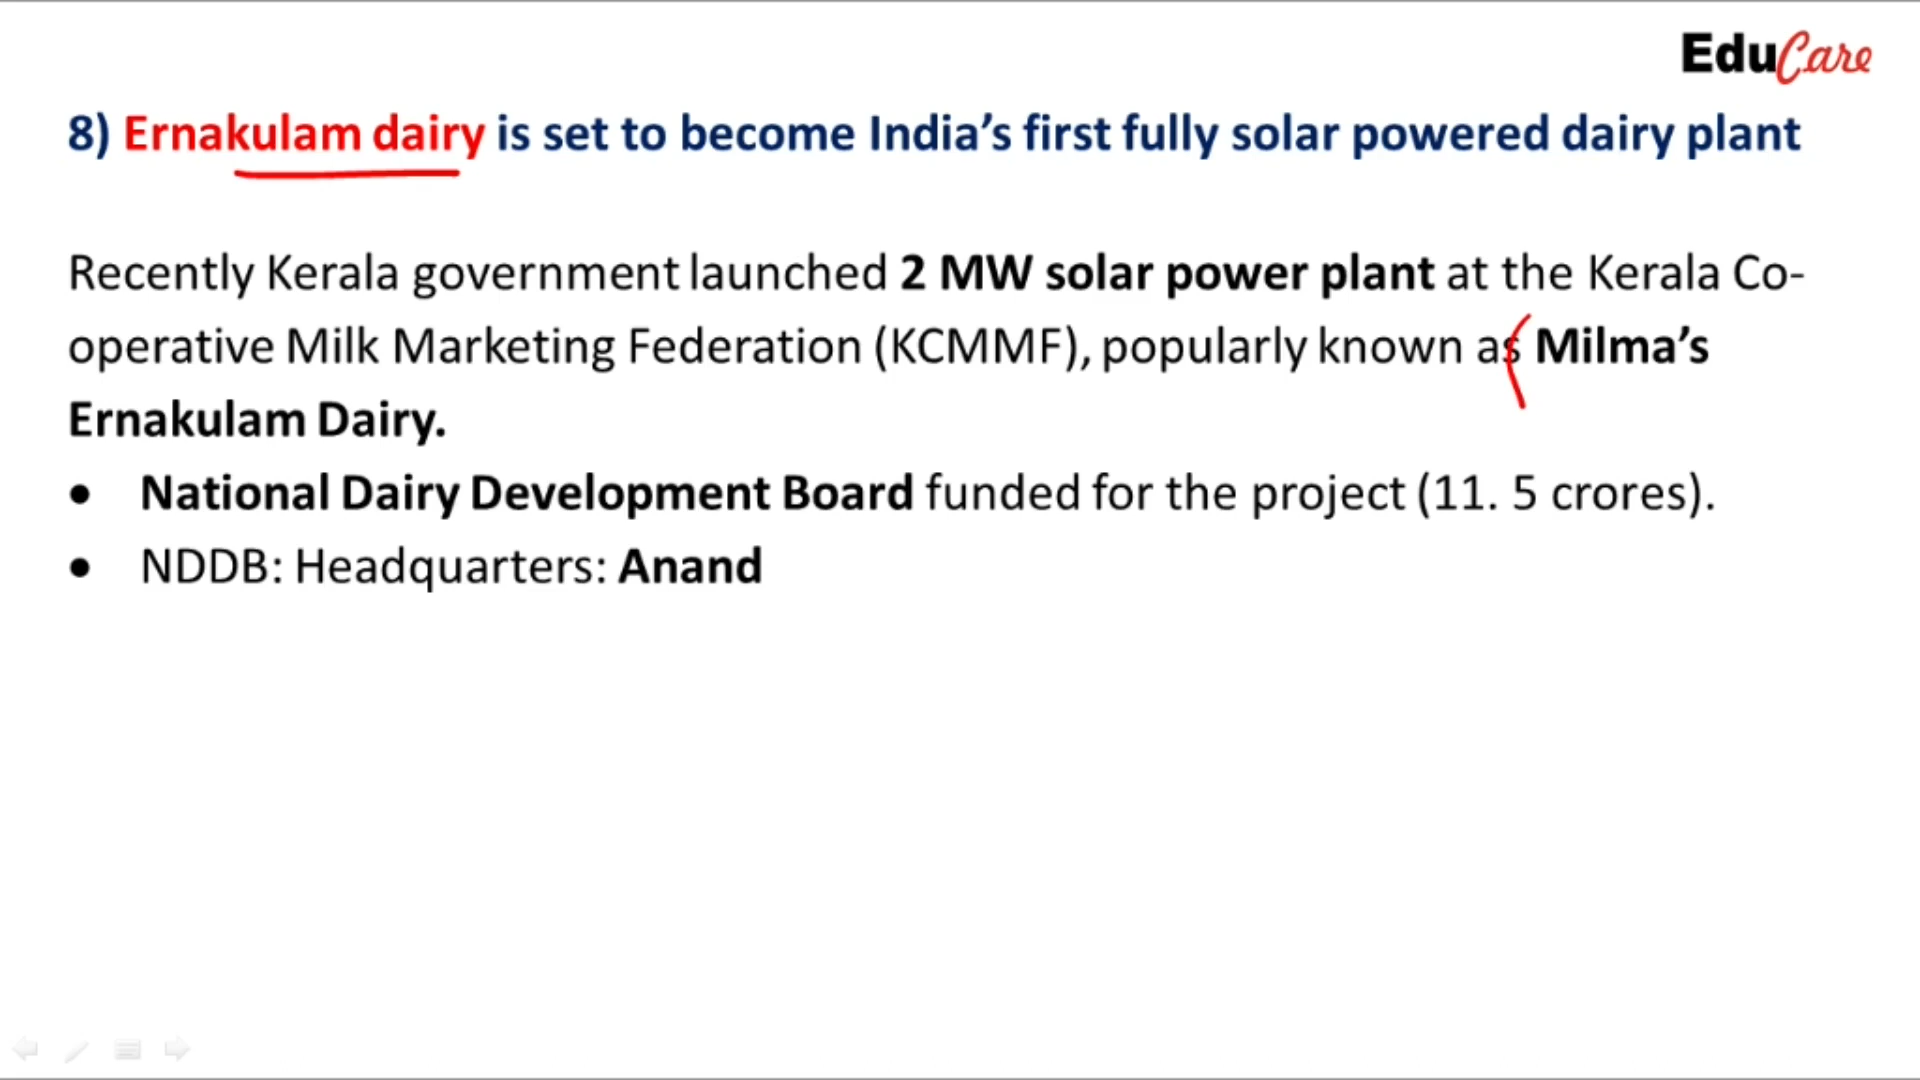 EduCare
8) Ernakulam dairy is set to become India’s first fully solar powered dairy plant
Recently Kerala government launched 2 MW solar power plant at the Kerala Co-
operative Milk Marketing Federation (KCMMF), popularly known as Milma’s
Ernakulam Dairy.
• National Dairy Development Board funded for the project (11. 5 crores).
• NDDB: Headquarters: Anand